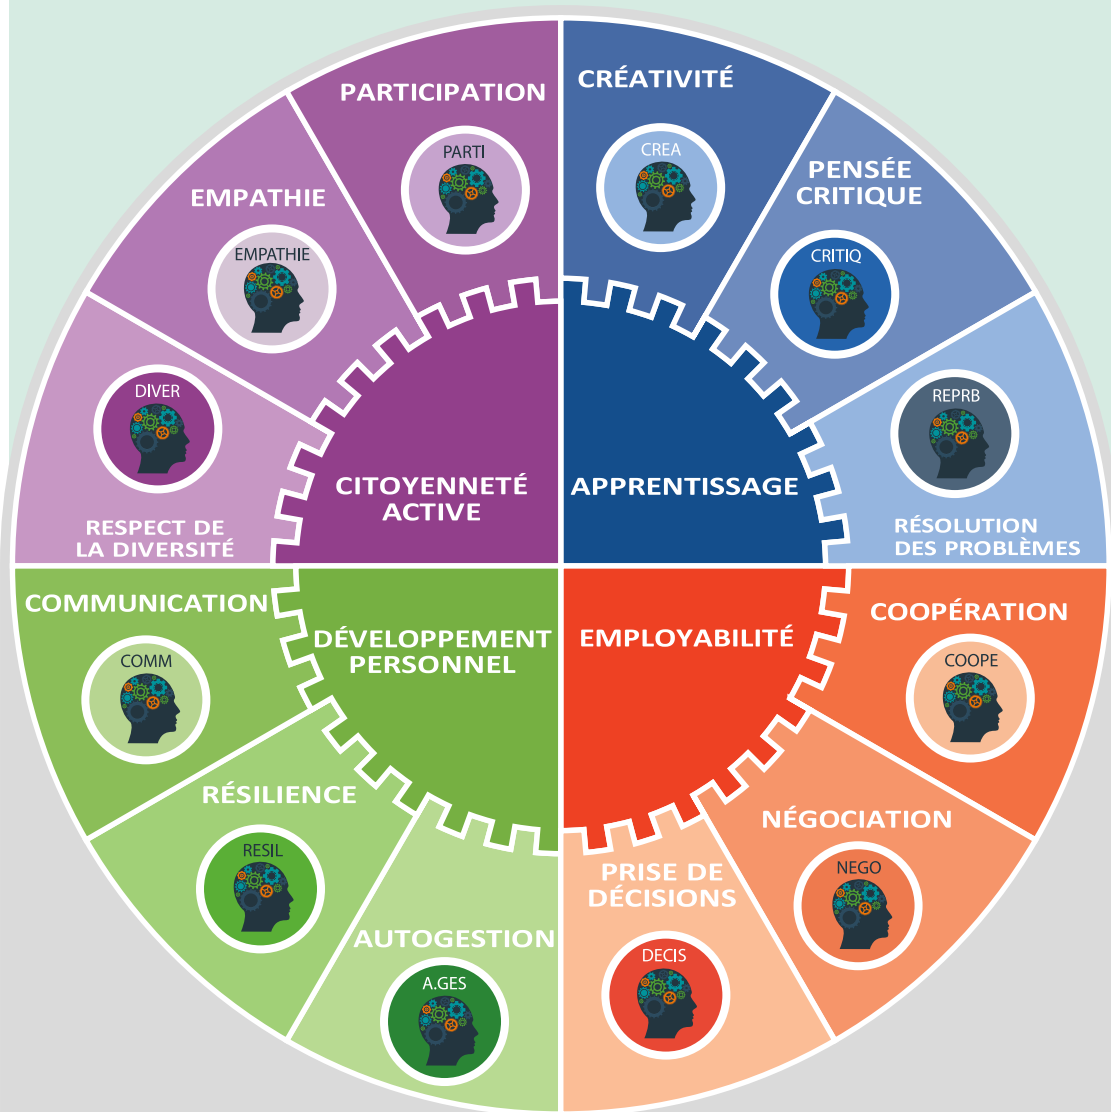 PARTICIPATION
PARTI
CRÉATIVITÉ
CREA
EMPATHIE
EMPATHIE
PENSÉE
CRITIQUE
CRITIQ
DIVER
RESPECT DE
LA DIVERSITÉ
REPRB
RÉSOLUTION
DES PROBLÈMES
CITOYENNETÉ
ACTIVE
APPRENTISSAGE
DÉVELOPPEMENT
PERSONNEL
EMPLOYABILITÉ
COMMUNICATION
COMM
COOPÉRATION
COOPE
RÉSILIENCE
RESIL
NÉGOCIATION
NEGO
AUTOGESTION
A.GES
PRISE DE
DÉCISIONS
DECIS